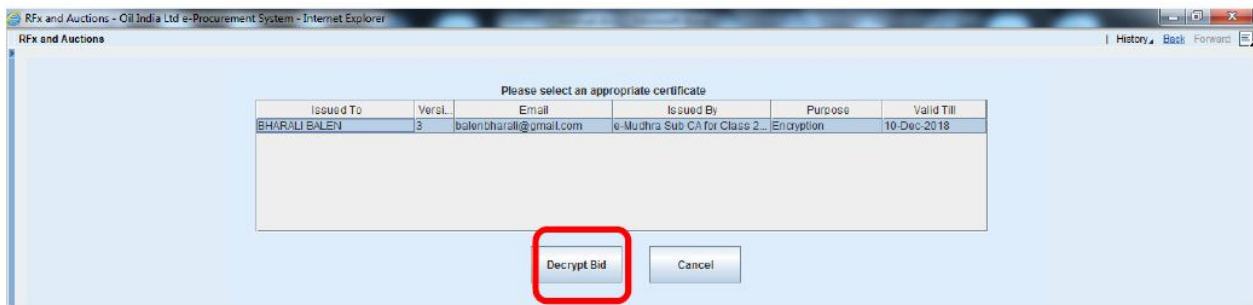 RFx and Auctions - Oil India Ltd e-Procurement System - Internet Explorer
RFx and Auctions | History Back Forward
Please select an appropriate certificate
Issued To Versi... Email Issued By Purpose Valid Till
BHARALI BALEN 3 balenbharali@gmail.com e-Mudhra Sub CA for Class 2... Encryption 10-Dec-2018
Decrypt Bid Cancel